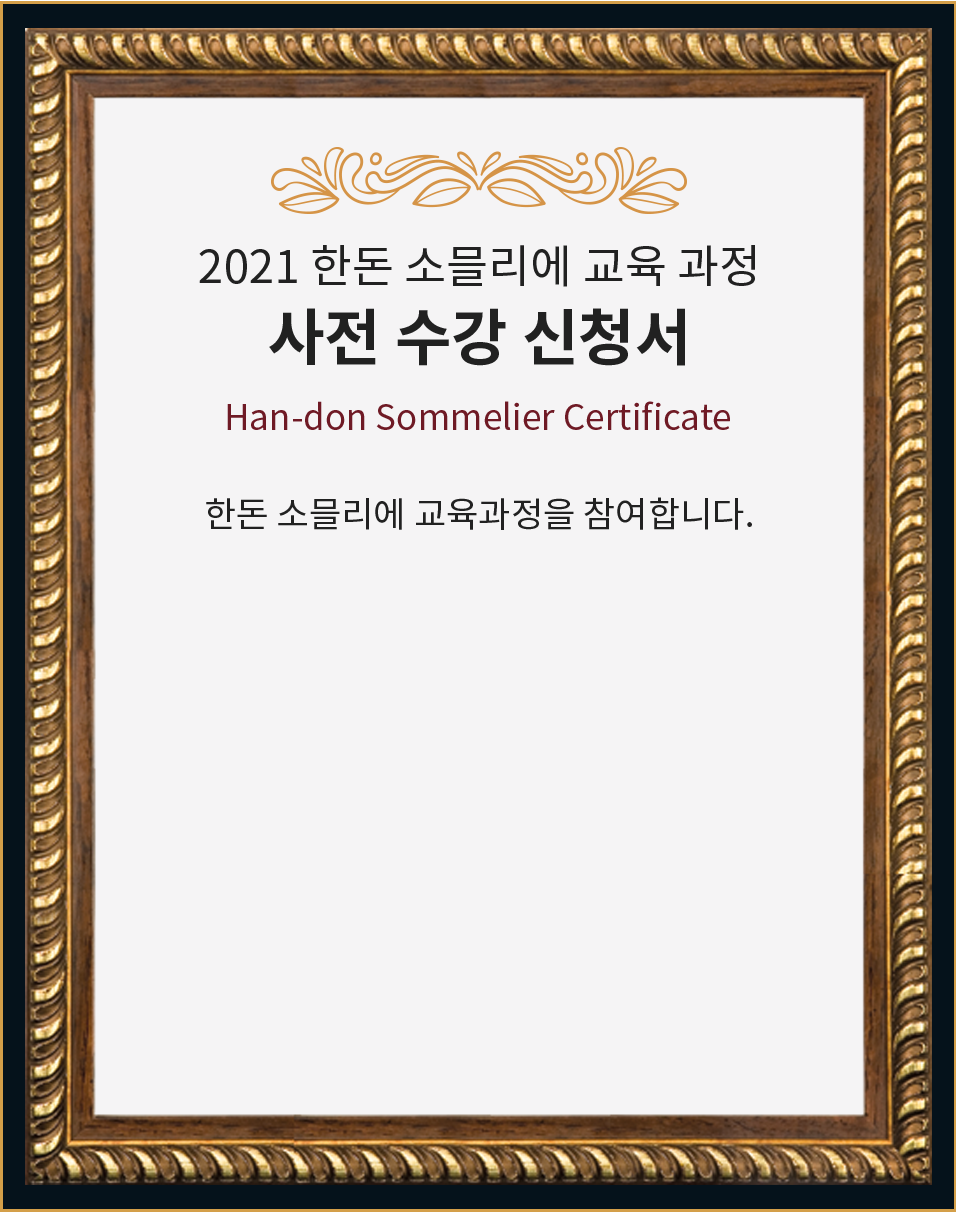 2021 한돈 소믈리에 교육 과정
사전 수강 신청서
Han-don Sommelier Certificate
한돈 소믈리에 교육과정을 참여합니다.